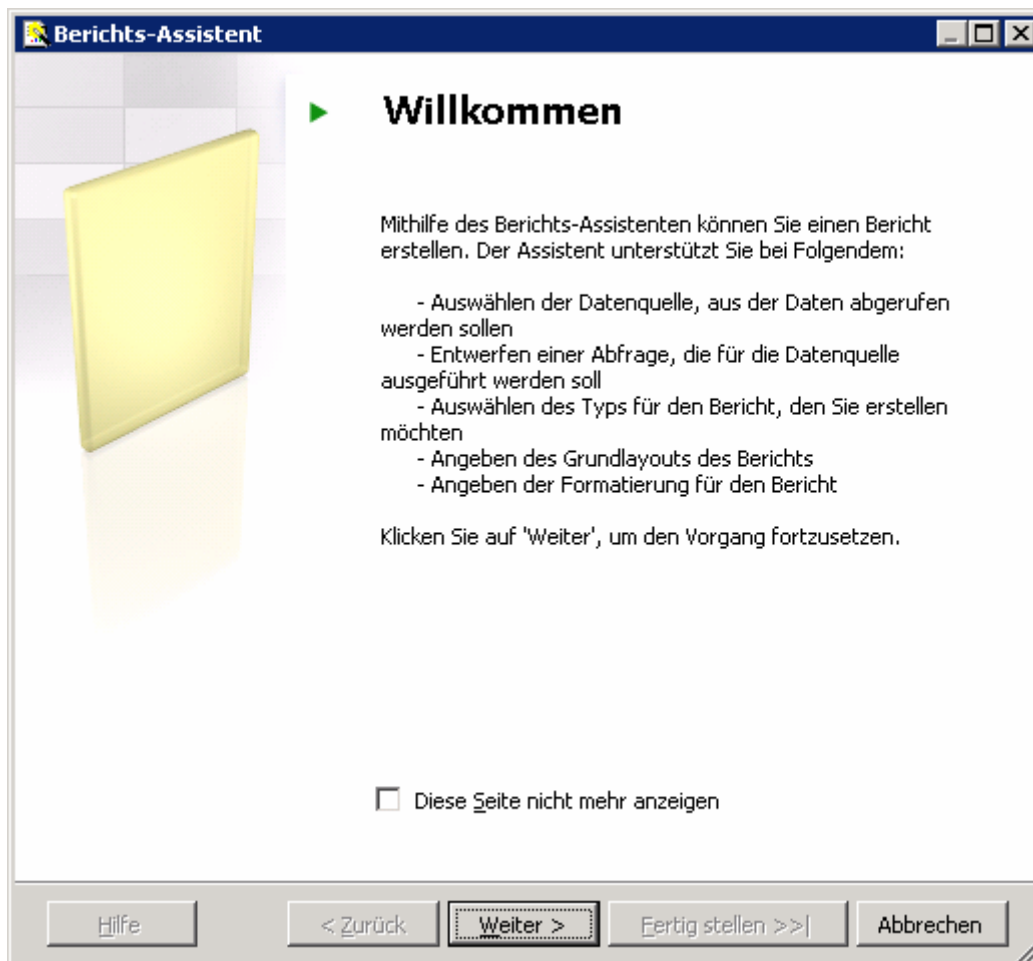 Berichts-Assistent
Willkommen
Mithilfe des Berichts-Assistenten können Sie einen Bericht
erstellen. Der Assistent unterstützt Sie bei Folgendem:
- Auswählen der Datenquelle, aus der Daten abgerufen
werden sollen
- Entwerfen einer Abfrage, die für die Datenquelle
ausgeführt werden soll
- Auswählen des Typs für den Bericht, den Sie erstellen
möchten
- Angeben des Grundlayouts des Berichts
- Angeben der Formatierung für den Bericht
Klicken Sie auf 'Weiter', um den Vorgang fortzusetzen.
Diese Seite nicht mehr anzeigen
Hilfe
< Zurück
Weiter >
Fertig stellen >>|
Abbrechen